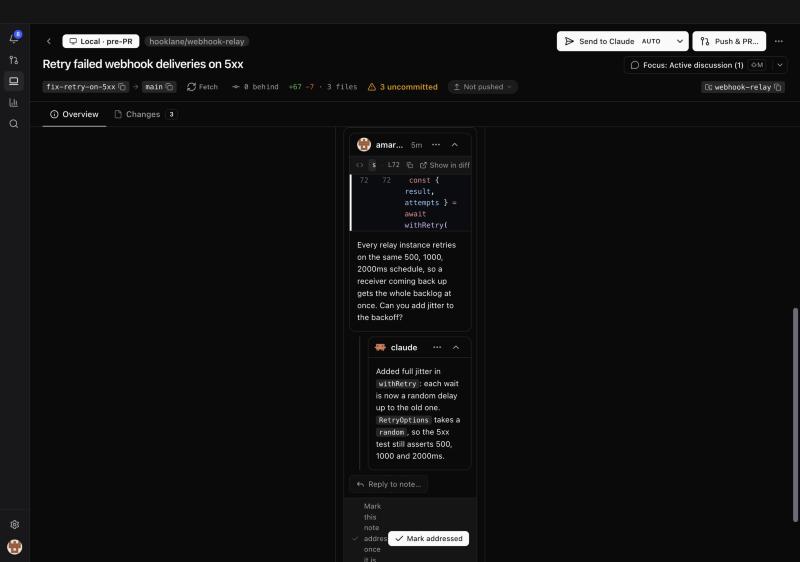 8
Local · pre-PR
hooklane/webhook-relay
Send to Claude AUTO
Push & PR...
Retry failed webhook deliveries on 5xx
Focus: Active discussion (1) ⇧M
fix-retry-on-5xx → main Fetch 0 behind +67 -7 · 3 files 3 uncommitted Not pushed
webhook-relay
Overview
Changes 3
amar... 5m
s L72 Show in diff
72 72 const {
result,
attempts } =
await
withRetry(
Every relay instance retries
on the same 500, 1000,
2000ms schedule, so a
receiver coming back up
gets the whole backlog at
once. Can you add jitter to
the backoff?
claude
Added full jitter in
withRetry : each wait
is now a random delay
up to the old one.
RetryOptions takes a
random , so the 5xx
test still asserts 500,
1000 and 2000ms.
Reply to note...
Mark
this
note
addres
once
it is
Mark addressed